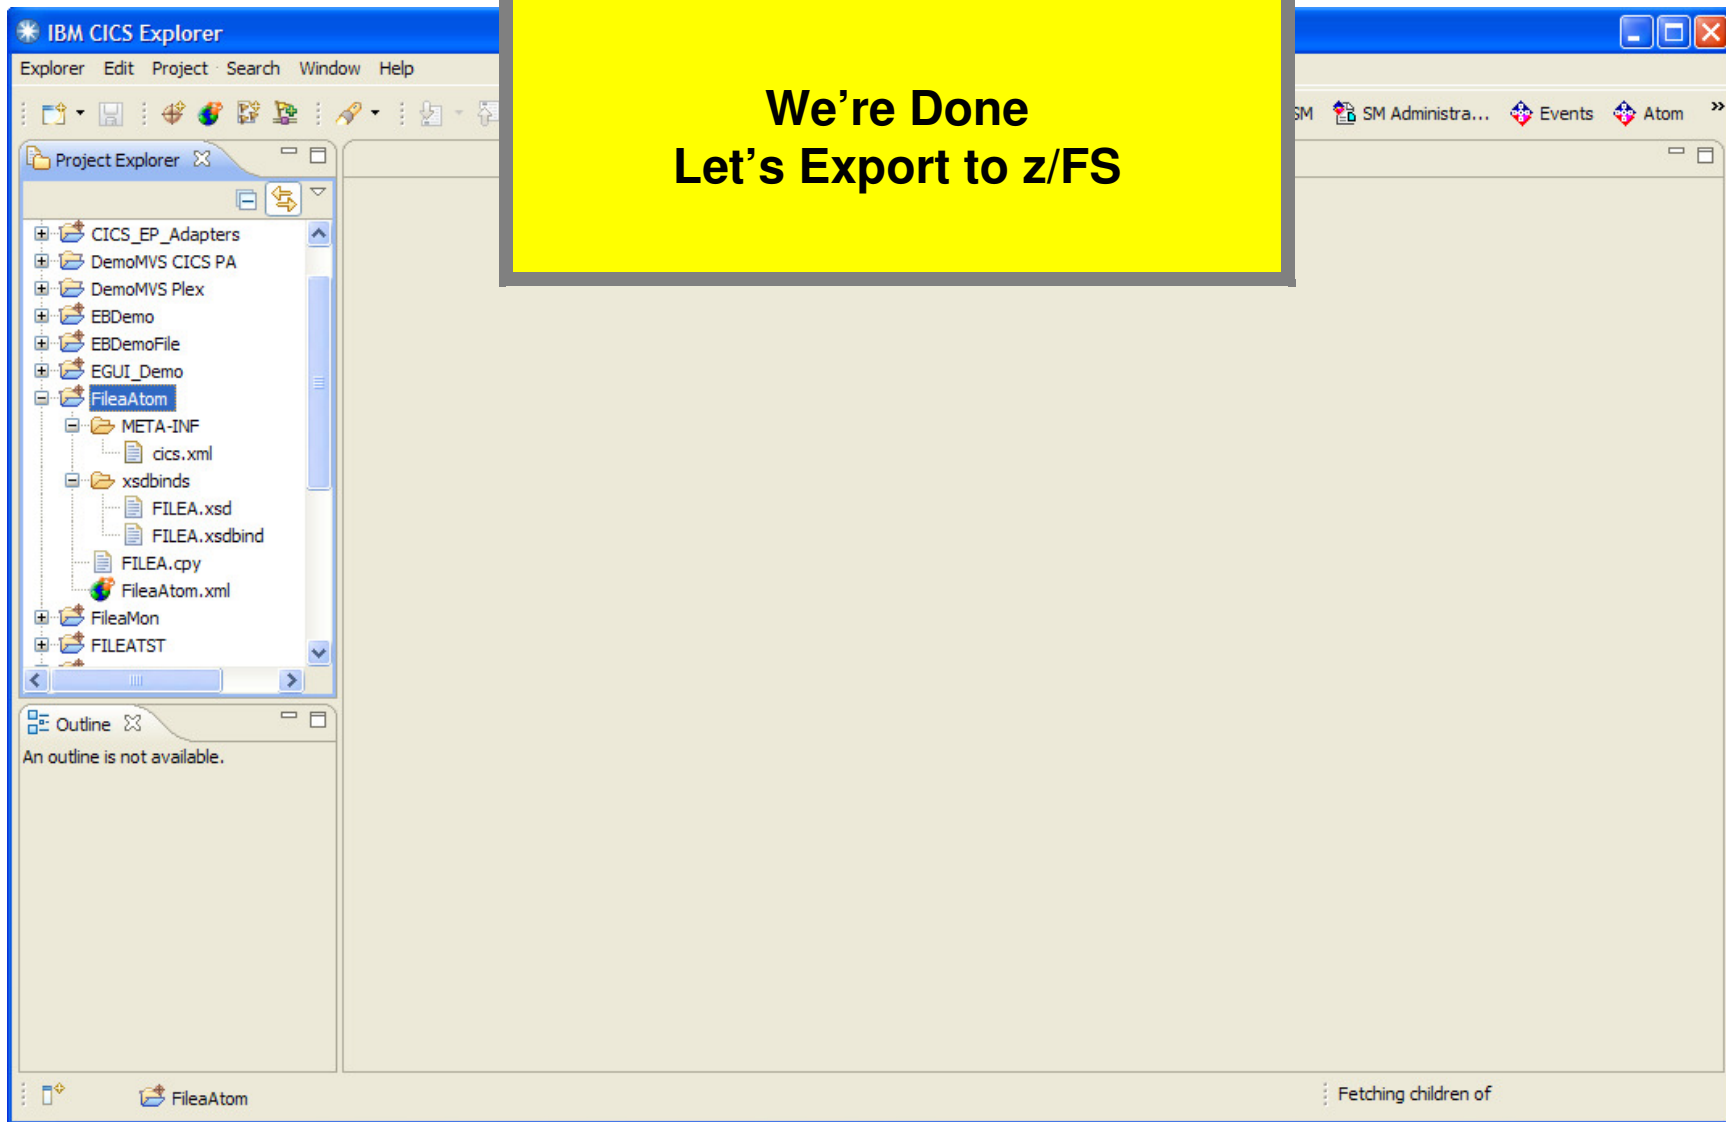 IBM CICS Explorer
Explorer Edit Project Search Window Help
We're Done
Let's Export to z/FS
SM SM Administra... Events Atom »
Project Explorer
CICS_EP_Adapters
DemoMVS CICS PA
DemoMVS Plex
EBDemo
EBDemoFile
EGUI_Demo
FileaAtom
META-INF
cics.xml
xsdbinds
FILEA.xsd
FILEA.xsdbind
FILEA.cpy
FileaAtom.xml
FileaMon
FILEATST
Outline
An outline is not available.
FileaAtom
Fetching children of